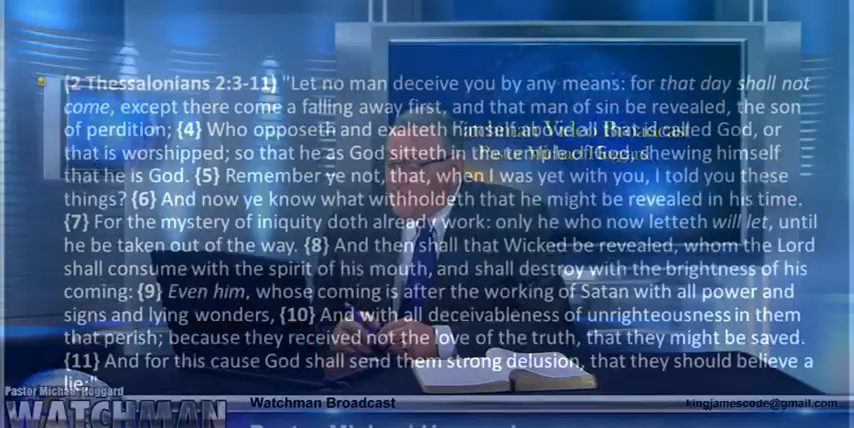 (2 Thessalonians 2:3-11) "Let no man deceive you by any means: for that day shall not
come, except there come a falling away first, and that man of sin be revealed, the son
of perdition; {4} Who opposeth and exalteth himself above all that is called God, or
that is worshipped; so that he as God sitteth in the temple of God, shewing himself
that he is God. {5} Remember ye not, that, when I was yet with you, I told you these
things? {6} And now ye know what withholdeth that he might be revealed in his time.
{7} For the mystery of iniquity doth already work: only he who now letteth will let, until
he be taken out of the way. {8} And then shall that Wicked be revealed, whom the Lord
shall consume with the spirit of his mouth, and shall destroy with the brightness of his
coming: {9} Even him, whose coming is after the working of Satan with all power and
signs and lying wonders, {10} And with all deceivableness of unrighteousness in them
that perish; because they received not the love of the truth, that they might be saved.
{11} And for this cause God shall send them strong delusion, that they should believe a
lie:"
Watchman Video Broadcast
Pastor Michael Hoggard
Pastor Michael Hoggard
WATCHMAN
Watchman Broadcast
kingjamescode@gmail.com